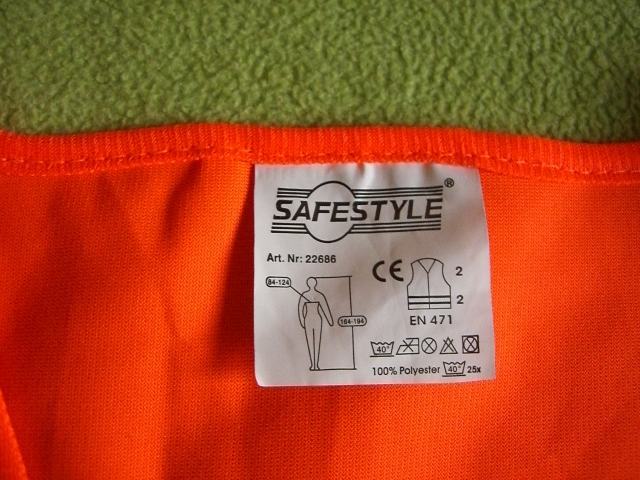 SAFESTYLE®
Art. Nr: 22686
84-124
164-194
CE
2
2
EN 471
40°
100% Polyester 40° 25x